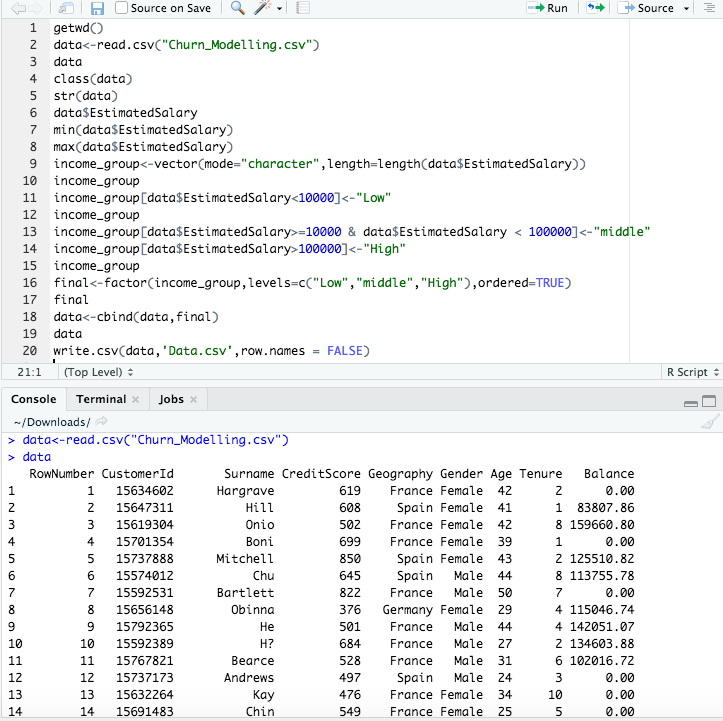 Source on Save Run Source
1 getwd()
2 data<-read.csv("Churn_Modelling.csv")
3 data
4 class(data)
5 str(data)
6 data$EstimatedSalary
7 min(data$EstimatedSalary)
8 max(data$EstimatedSalary)
9 income_group<-vector(mode="character",length=length(data$EstimatedSalary))
10 income_group
11 income_group[data$EstimatedSalary<10000]<-"Low"
12 income_group
13 income_group[data$EstimatedSalary>=10000 & data$EstimatedSalary < 100000]<-"middle"
14 income_group[data$EstimatedSalary>100000]<-"High"
15 income_group
16 final<-factor(income_group,levels=c("Low","middle","High"),ordered=TRUE)
17 final
18 data<-cbind(data,final)
19 data
20 write.csv(data,'Data.csv',row.names = FALSE)
21:1 (Top Level) R Script
Console Terminal Jobs
~/Downloads/
> data<-read.csv("Churn_Modelling.csv")
> data
RowNumber CustomerId Surname CreditScore Geography Gender Age Tenure Balance
1 1 15634602 Hargrave 619 France Female 42 2 0.00
2 2 15647311 Hill 608 Spain Female 41 1 83807.86
3 3 15619304 Onio 502 France Female 42 8 159660.80
4 4 15701354 Boni 699 France Female 39 1 0.00
5 5 15737888 Mitchell 850 Spain Female 43 2 125510.82
6 6 15574012 Chu 645 Spain Male 44 8 113755.78
7 7 15592531 Bartlett 822 France Male 50 7 0.00
8 8 15656148 Obinna 376 Germany Female 29 4 115046.74
9 9 15792365 He 501 France Male 44 4 142051.07
10 10 15592389 H? 684 France Male 27 2 134603.88
11 11 15767821 Bearce 528 France Male 31 6 102016.72
12 12 15737173 Andrews 497 Spain Male 24 3 0.00
13 13 15632264 Kay 476 France Female 34 10 0.00
14 14 15691483 Chin 549 France Female 25 5 0.00